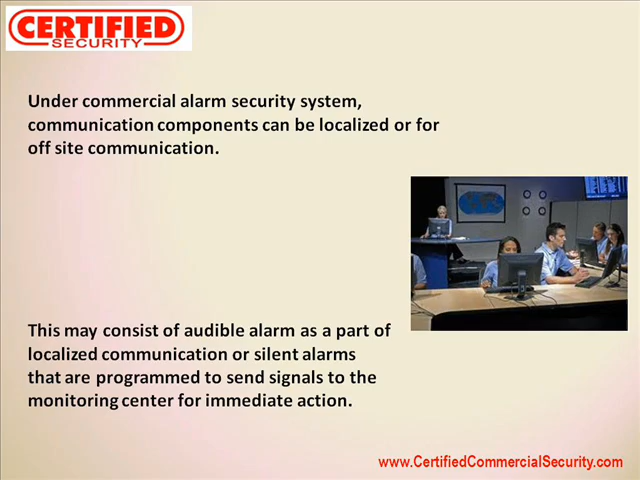 CERTIFIED
SECURITY
Under commercial alarm security system,
communication components can be localized or for
off site communication.
This may consist of audible alarm as a part of
localized communication or silent alarms
that are programmed to send signals to the
monitoring center for immediate action.
www.CertifiedCommercialSecurity.com